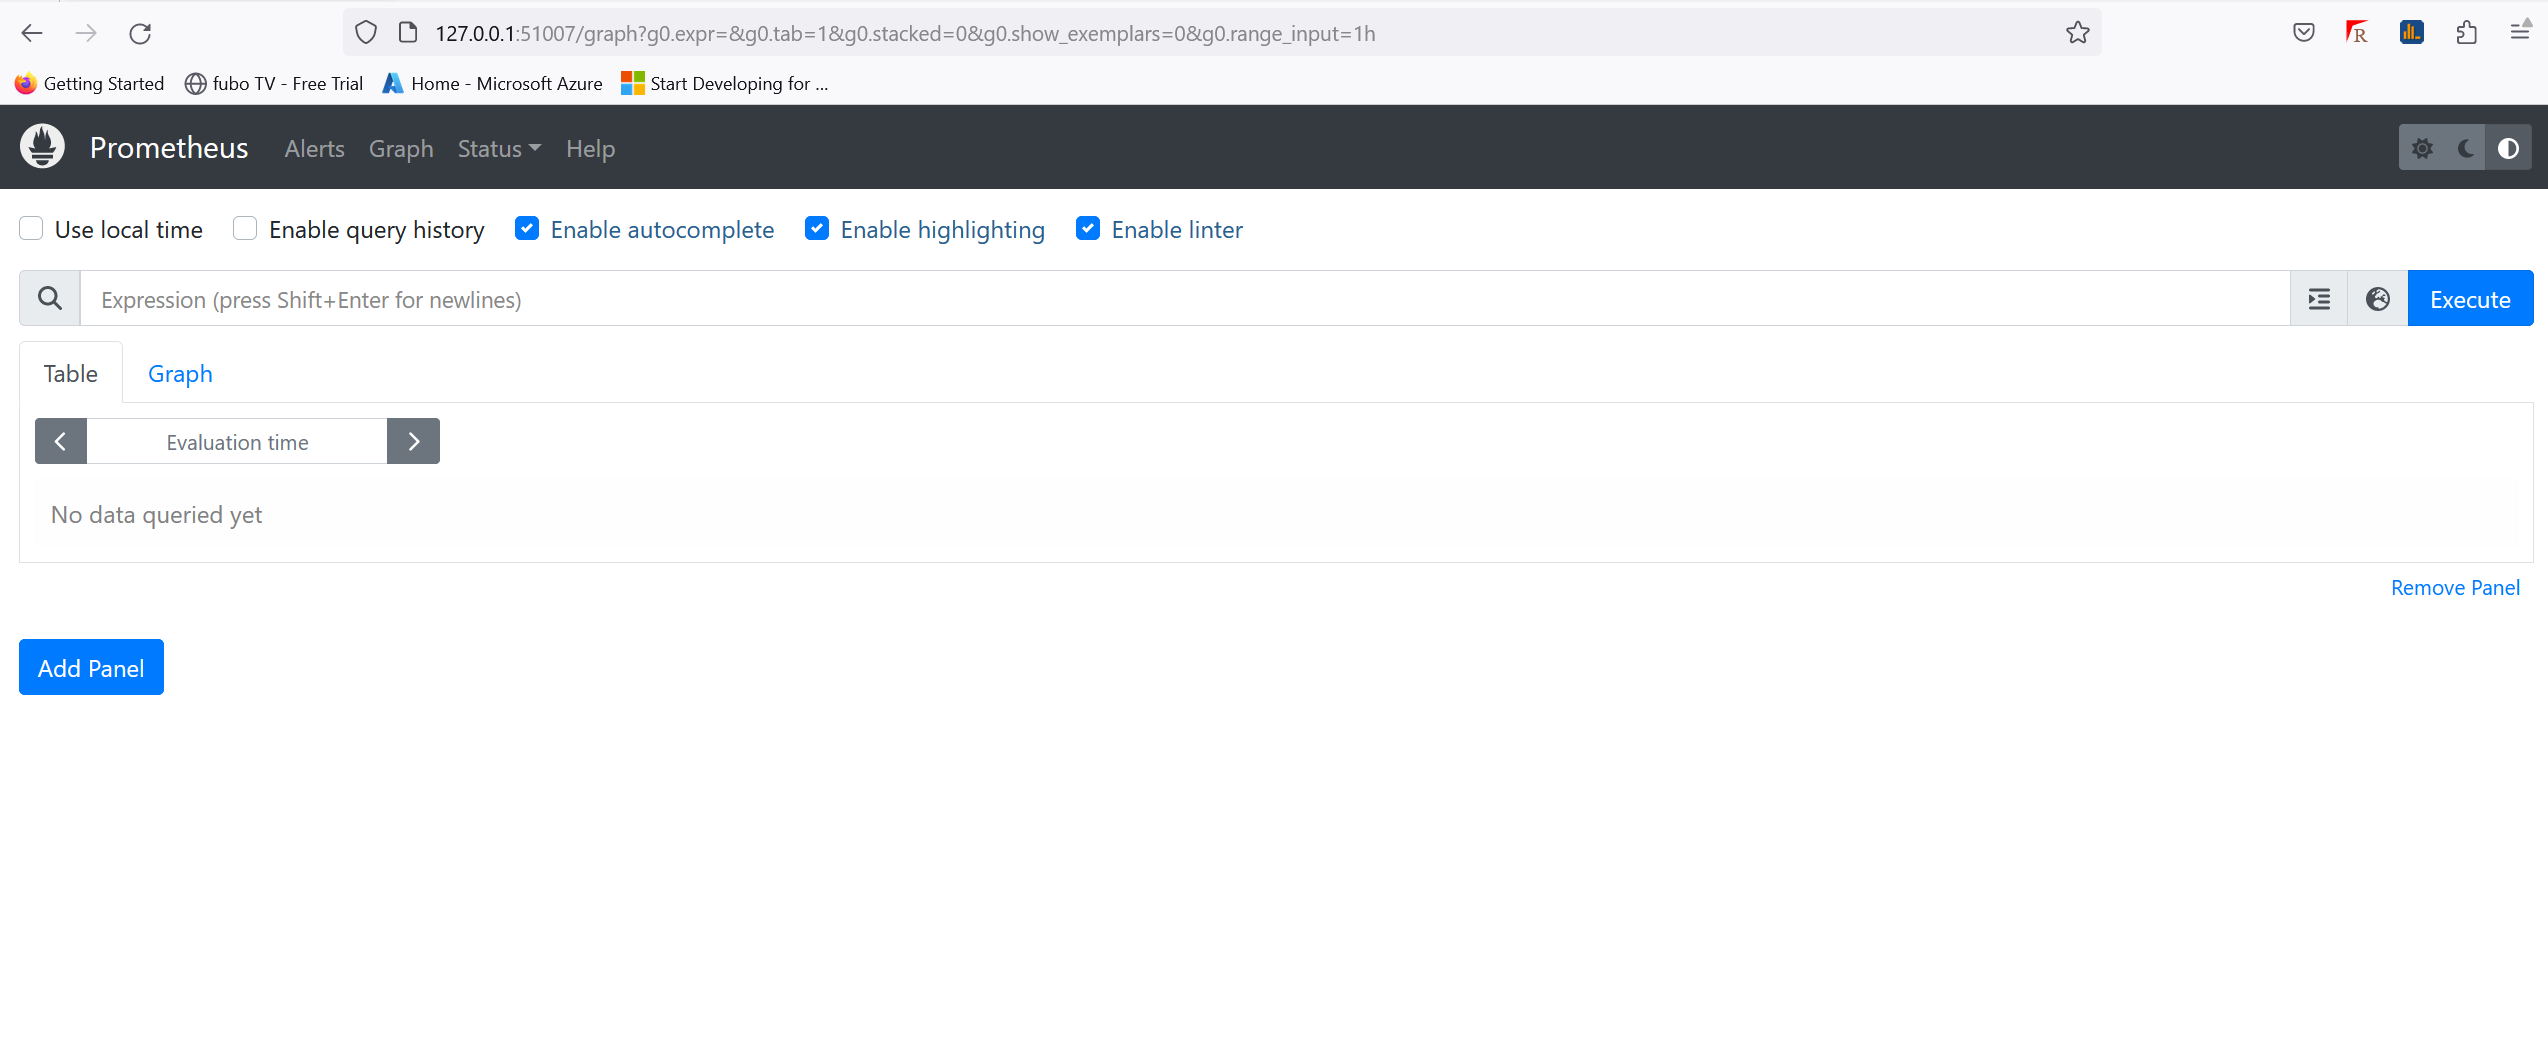 127.0.0.1:51007/graph?g0.expr=&g0.tab=1&g0.stacked=0&g0.show_exemplars=0&g0.range_input=1h
R
Getting Started fubo TV - Free Trial Home - Microsoft Azure Start Developing for ...
Prometheus Alerts Graph Status Help
Use local time Enable query history Enable autocomplete Enable highlighting Enable linter
Expression (press Shift+Enter for newlines) Execute
Table Graph
Evaluation time
No data queried yet
Remove Panel
Add Panel